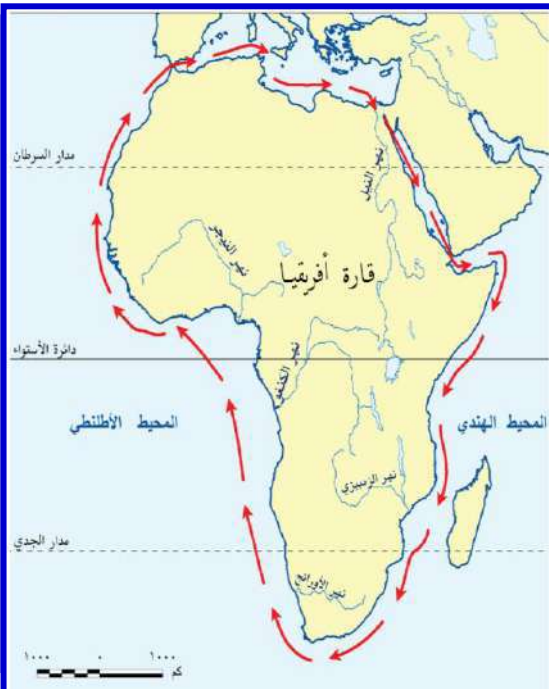 مدار السرطان
نهر النيل
نهر النيجر
قارة أفريقيا
دائرة الأستواء
نهر الكنغو
المحيط الأطلنطي
المحيط الهندي
نهر الزمبيزي
مدار الجدي
نهر الأورانج
١٠٠٠ ٠ ١٠٠٠
كم